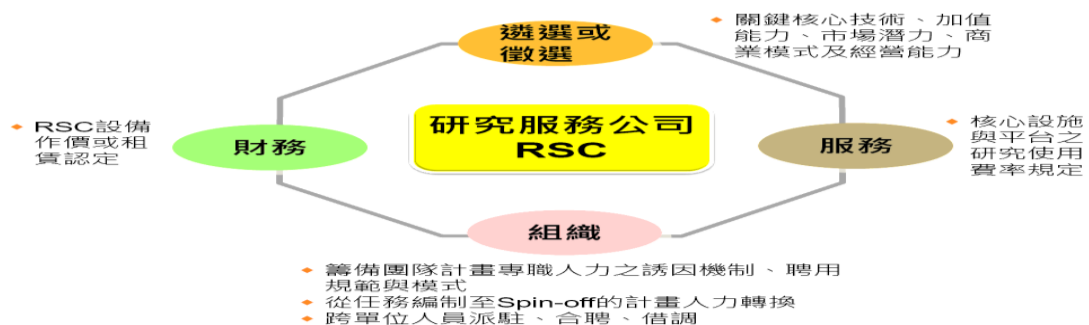 遴選或
徵選
◆ 關鍵核心技術、加值
能力、市場潛力、商
業模式及經營能力
◆ RSC設備
作價或租
賃認定
財務
研究服務公司
RSC
服務
◆ 核心設施
與平台之
研究使用
費率規定
組織
◆ 籌備團隊計畫專職人力之誘因機制、聘用
規範與模式
◆ 從任務編制至Spin-off的計畫人力轉換
◆ 跨單位人員派駐、合聘、借調